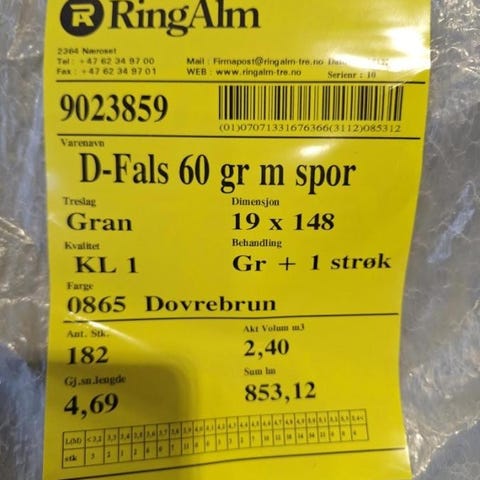 RingAlm
2364 Næroset
Tel : +47 62 34 97 00 Mail : Firmapost@ringalm-tre.no
Fax : +47 62 34 97 01 WEB : www.ringalm-tre.no Serienr : 10
9023859
(01)07071331676366(3112)085312
Varenavn
D-Fals 60 gr m spor
Treslag Dimensjon
Gran 19 x 148
Kvalitet Behandling
KL 1 Gr + 1 strøk
Farge
0865 Dovrebrun
Ant. Stk. Akt Volum m3
182 2,40
Gj.sn.lengde Sum lm
4,69 853,12
L(M)
stk